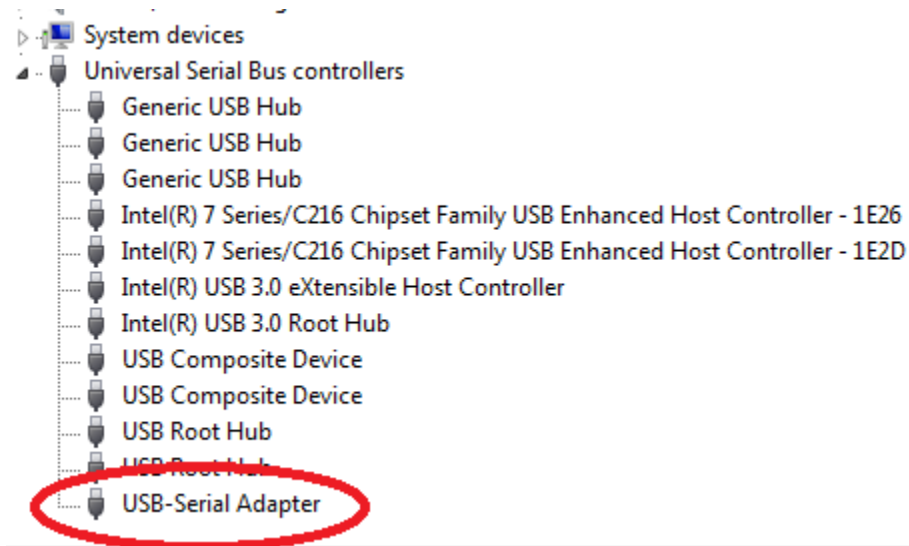 System devices
Universal Serial Bus controllers
Generic USB Hub
Generic USB Hub
Generic USB Hub
Intel(R) 7 Series/C216 Chipset Family USB Enhanced Host Controller - 1E26
Intel(R) 7 Series/C216 Chipset Family USB Enhanced Host Controller - 1E2D
Intel(R) USB 3.0 eXtensible Host Controller
Intel(R) USB 3.0 Root Hub
USB Composite Device
USB Composite Device
USB Root Hub
USB Root Hub
USB-Serial Adapter